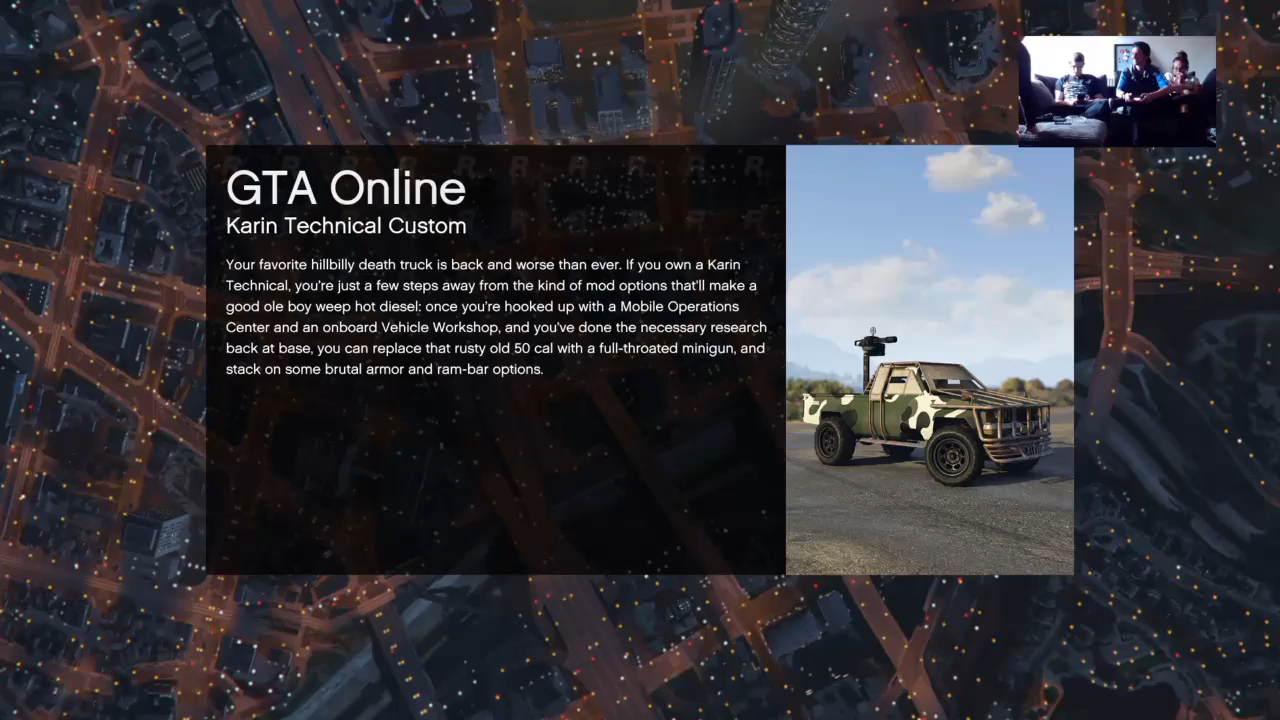 GTA Online
Karin Technical Custom
Your favorite hillbilly death truck is back and worse than ever. If you own a Karin
Technical, you're just a few steps away from the kind of mod options that'll make a
good ole boy weep hot diesel: once you're hooked up with a Mobile Operations
Center and an onboard Vehicle Workshop, and you've done the necessary research
back at base, you can replace that rusty old 50 cal with a full-throated minigun, and
stack on some brutal armor and ram-bar options.